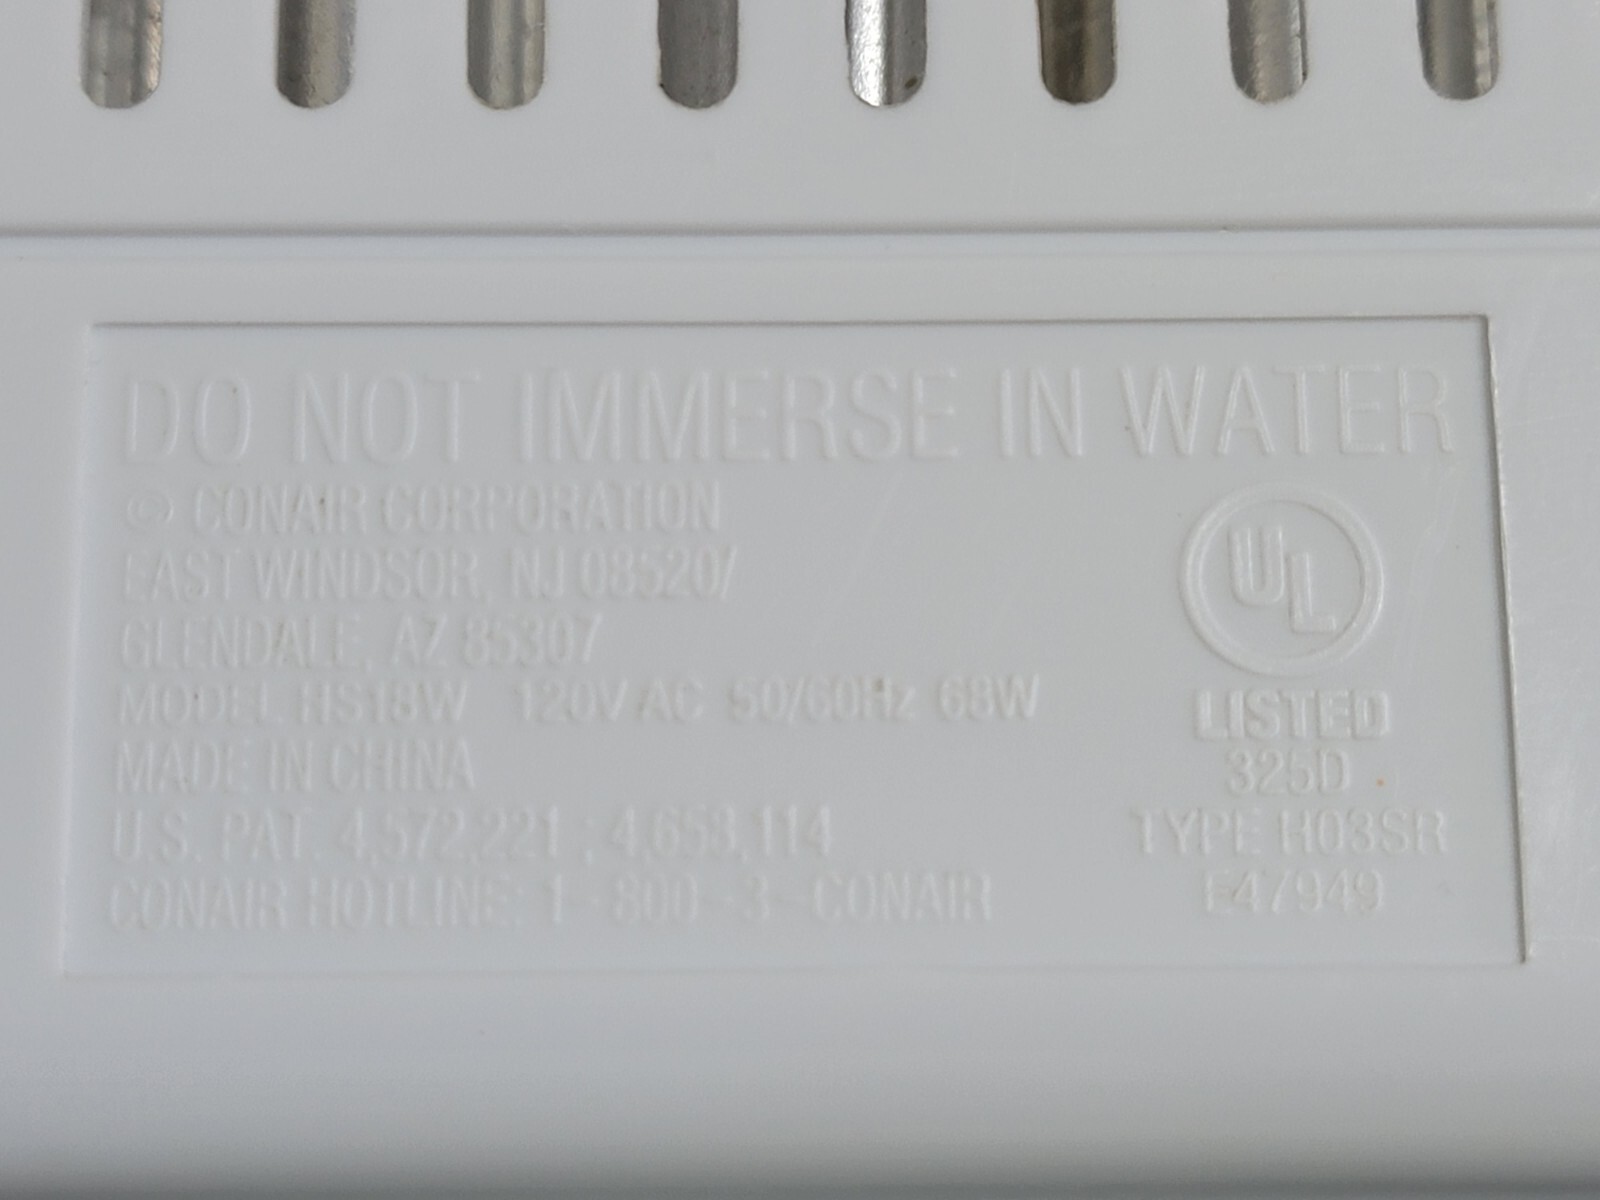 DO NOT IMMERSE IN WATER
© CONAIR CORPORATION
EAST WINDSOR, NJ 08520/
GLENDALE, AZ 85307
MODEL HS18W 120V AC 50/60Hz 68W
MADE IN CHINA
U.S. PAT. 4,572,221 ; 4,653,114
CONAIR HOTLINE: 1-800-3-CONAIR
UL
LISTED
325D
TYPE H03SR
E47949